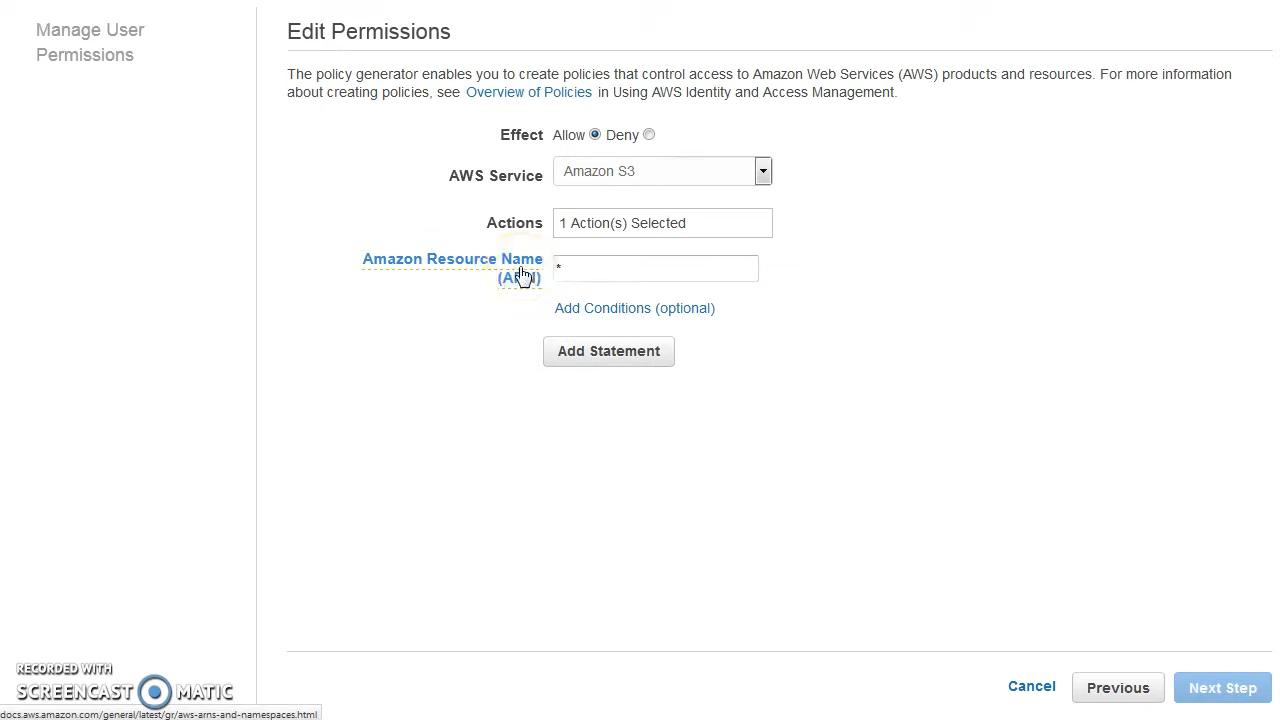 Manage User
Permissions
Edit Permissions
The policy generator enables you to create policies that control access to Amazon Web Services (AWS) products and resources. For more information
about creating policies, see Overview of Policies in Using AWS Identity and Access Management.
Effect Allow Deny
AWS Service Amazon S3
Actions 1 Action(s) Selected
Amazon Resource Name
(ARN) *
Add Conditions (optional)
Add Statement
Cancel Previous Next Step
RECORDED WITH
SCREENCAST MATIC
docs.aws.amazon.com/general/latest/gr/aws-arns-and-namespaces.html